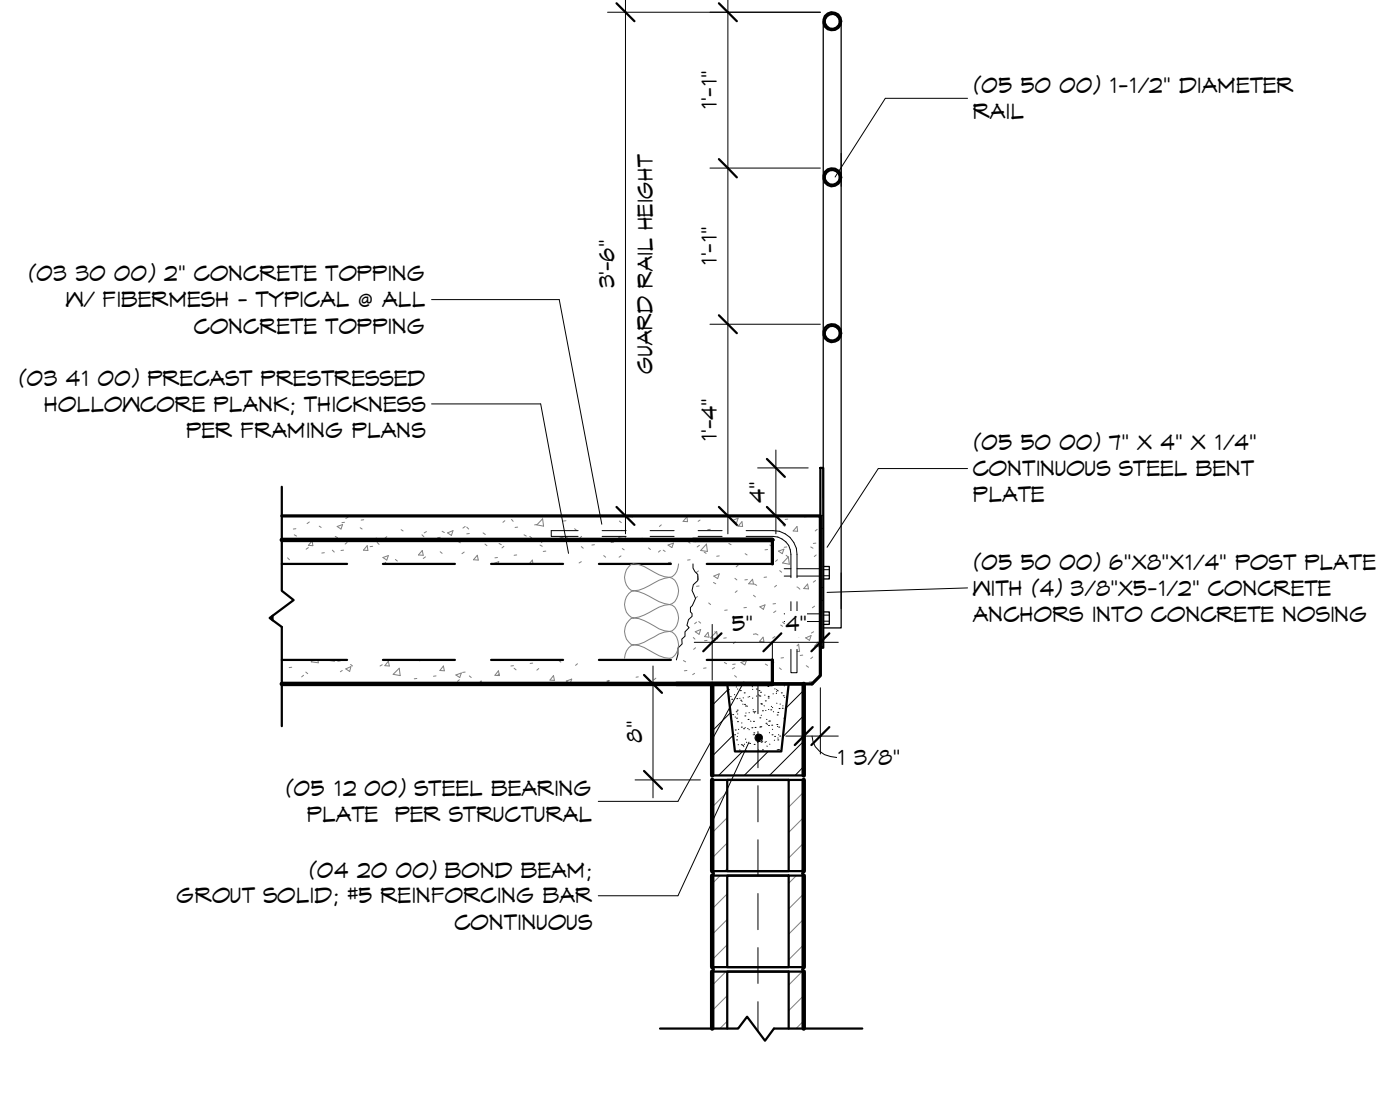 (05 50 00) 1-1/2" DIAMETER
RAIL
1'-1"
GUARD RAIL HEIGHT
3'-6"
1'-1"
(03 30 00) 2" CONCRETE TOPPING
W/ FIBERMESH - TYPICAL @ ALL
CONCRETE TOPPING
(03 41 00) PRECAST PRESTRESSED
HOLLOWCORE PLANK; THICKNESS
PER FRAMING PLANS
1'-4"
4"
(05 50 00) 7" X 4" X 1/4"
CONTINUOUS STEEL BENT
PLATE
(05 50 00) 6"X8"X1/4" POST PLATE
WITH (4) 3/8"X5-1/2" CONCRETE
ANCHORS INTO CONCRETE NOSING
5"
4"
8"
1 3/8"
(05 12 00) STEEL BEARING
PLATE PER STRUCTURAL
(04 20 00) BOND BEAM;
GROUT SOLID; #5 REINFORCING BAR
CONTINUOUS